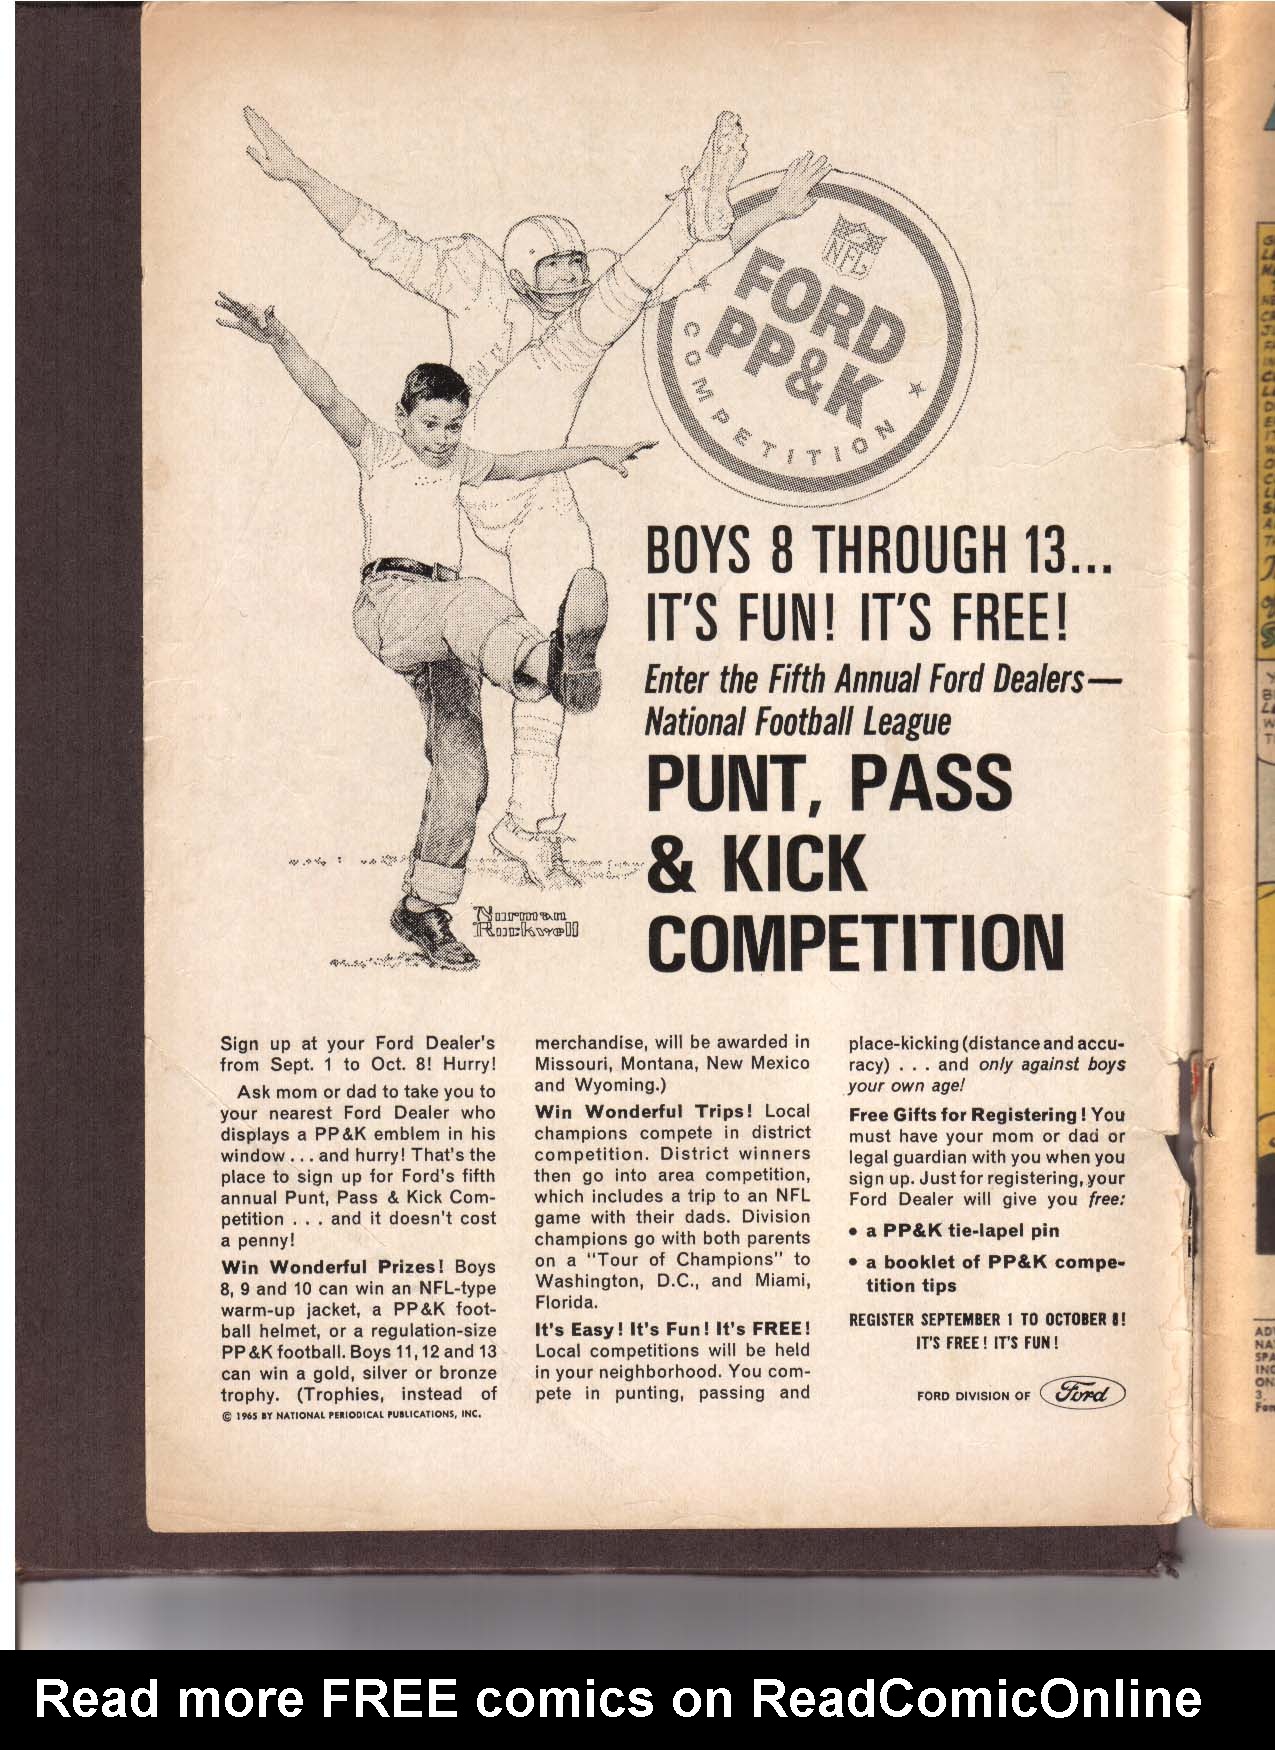 NFL
FORD
PP&K
COMPETITION
BOYS 8 THROUGH 13...
IT'S FUN! IT'S FREE!
Enter the Fifth Annual Ford Dealers—
National Football League
PUNT, PASS
& KICK
COMPETITION
Norman
Rockwell
Sign up at your Ford Dealer's
from Sept. 1 to Oct. 8! Hurry!
Ask mom or dad to take you to
your nearest Ford Dealer who
displays a PP&K emblem in his
window . . . and hurry! That's the
place to sign up for Ford's fifth
annual Punt, Pass & Kick Com-
petition . . . and it doesn't cost
a penny!
Win Wonderful Prizes! Boys
8, 9 and 10 can win an NFL-type
warm-up jacket, a PP&K foot-
ball helmet, or a regulation-size
PP&K football. Boys 11, 12 and 13
can win a gold, silver or bronze
trophy. (Trophies, instead of
© 1965 BY NATIONAL PERIODICAL PUBLICATIONS, INC.
merchandise, will be awarded in
Missouri, Montana, New Mexico
and Wyoming.)
Win Wonderful Trips! Local
champions compete in district
competition. District winners
then go into area competition,
which includes a trip to an NFL
game with their dads. Division
champions go with both parents
on a "Tour of Champions" to
Washington, D.C., and Miami,
Florida.
It's Easy! It's Fun! It's FREE!
Local competitions will be held
in your neighborhood. You com-
pete in punting, passing and
place-kicking (distance and accu-
racy) . . . and only against boys
your own age!
Free Gifts for Registering! You
must have your mom or dad or
legal guardian with you when you
sign up. Just for registering, your
Ford Dealer will give you free:
• a PP&K tie-lapel pin
• a booklet of PP&K compe-
tition tips
REGISTER SEPTEMBER 1 TO OCTOBER 8!
IT'S FREE! IT'S FUN!
FORD DIVISION OF Ford
Read more FREE comics on ReadComicOnline